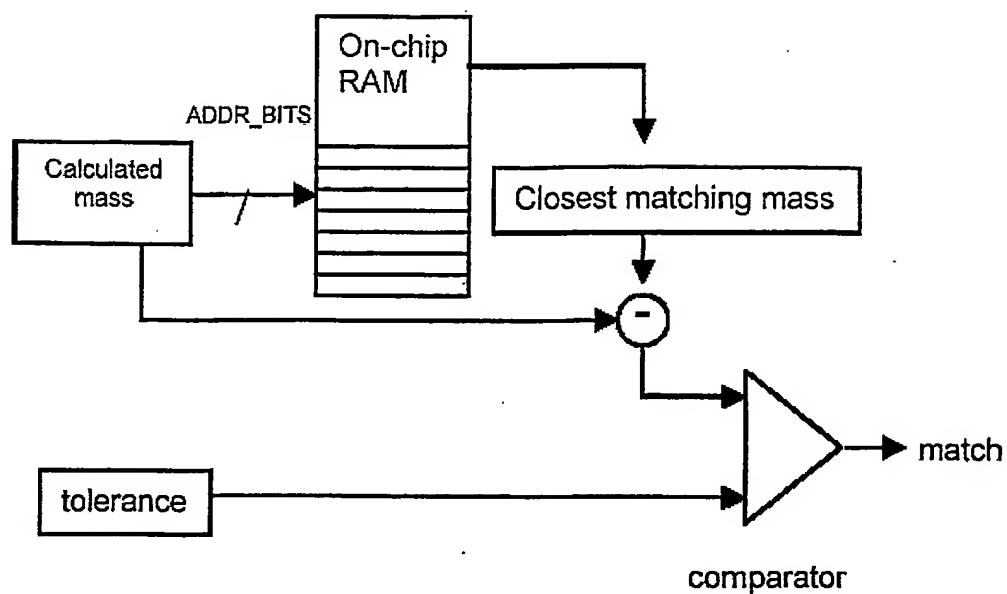 On-chip
RAM
ADDR_BITS
Calculated
mass
Closest matching mass
-
match
tolerance
comparator